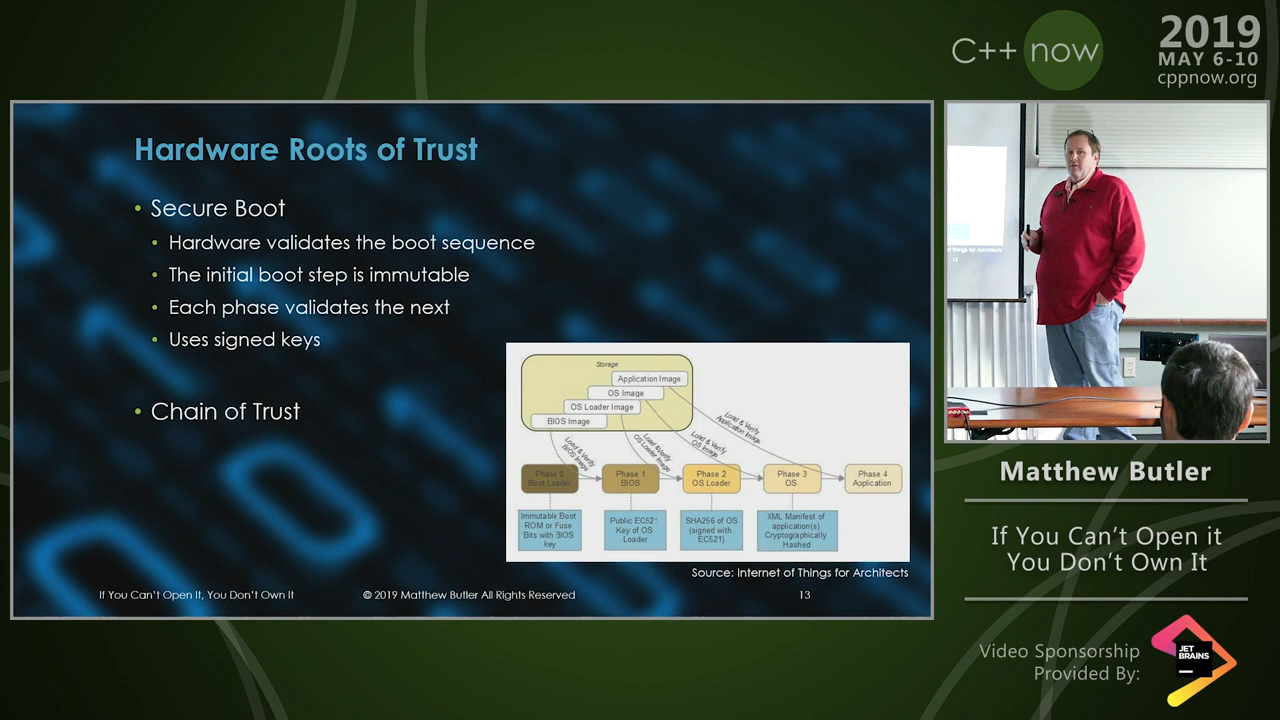 C++ now
2019
MAY 6-10
cppnow.org
Hardware Roots of Trust
• Secure Boot
• Hardware validates the boot sequence
• The initial boot step is immutable
• Each phase validates the next
• Uses signed keys
• Chain of Trust
Storage
Application Image
OS Image
OS Loader Image
BIOS Image
Load & Verify
BIOS Image
Load & Verify
OS Loader Image
Load & Verify
OS Image
Load & Verify
Application Image
Phase 0
Boot Loader
Phase 1
BIOS
Phase 2
OS Loader
Phase 3
OS
Phase 4
Application
Immutable Boot
ROM or Fuse
Bits with BIOS
key
Public EC521
Key of OS
Loader
SHA256 of OS
(signed with
EC521)
XML Manifest of
application(s)
Cryptographically
Hashed
Source: Internet of Things for Architects
If You Can't Open It, You Don't Own It
© 2019 Matthew Butler All Rights Reserved
13
Matthew Butler
If You Can't Open it
You Don't Own It
Video Sponsorship
Provided By:
JET
BRAINS